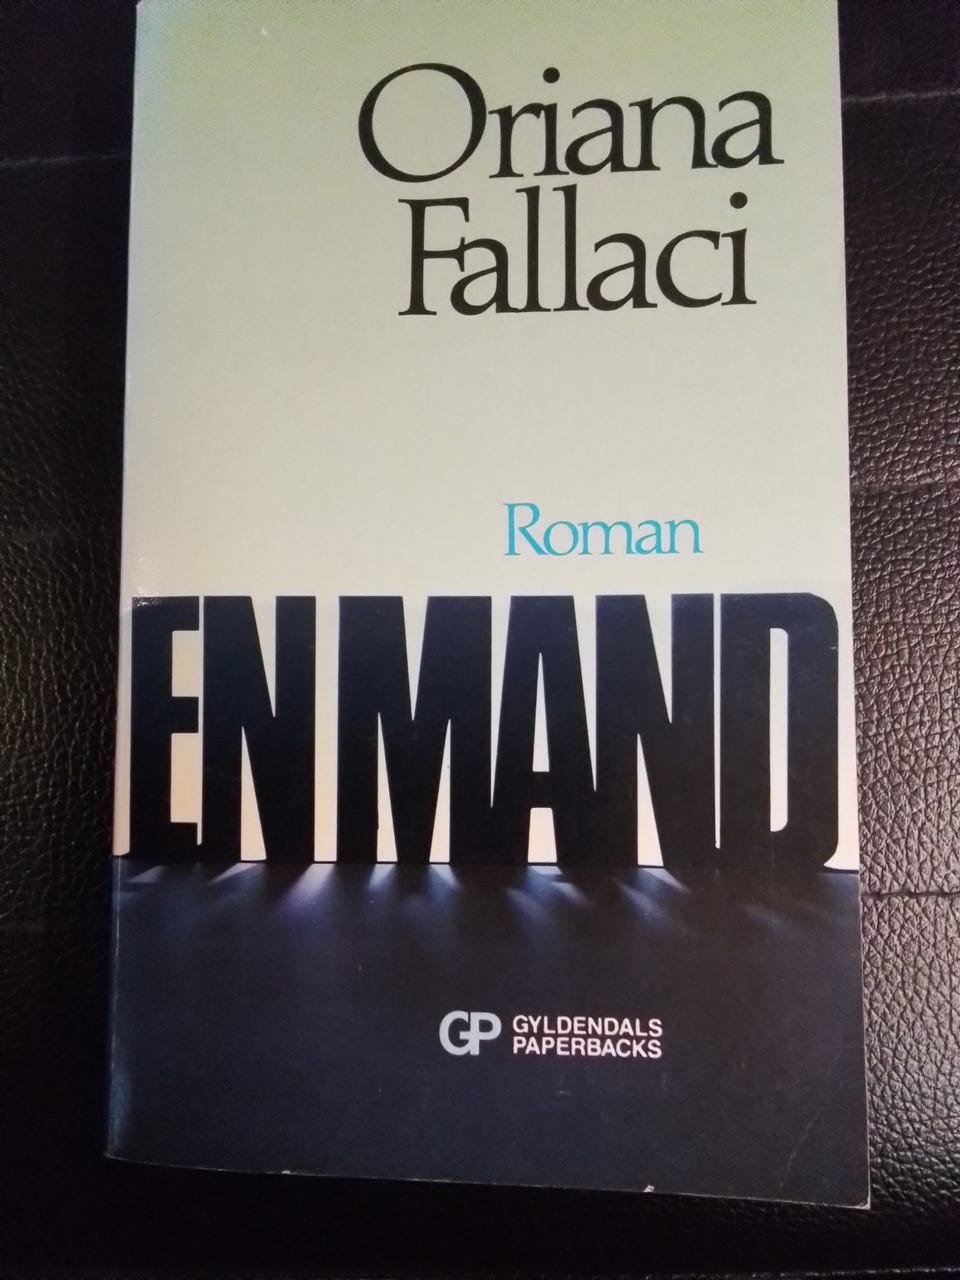 Oriana
Fallaci
Roman
EN MAND
GP GYLDENDALS
PAPERBACKS